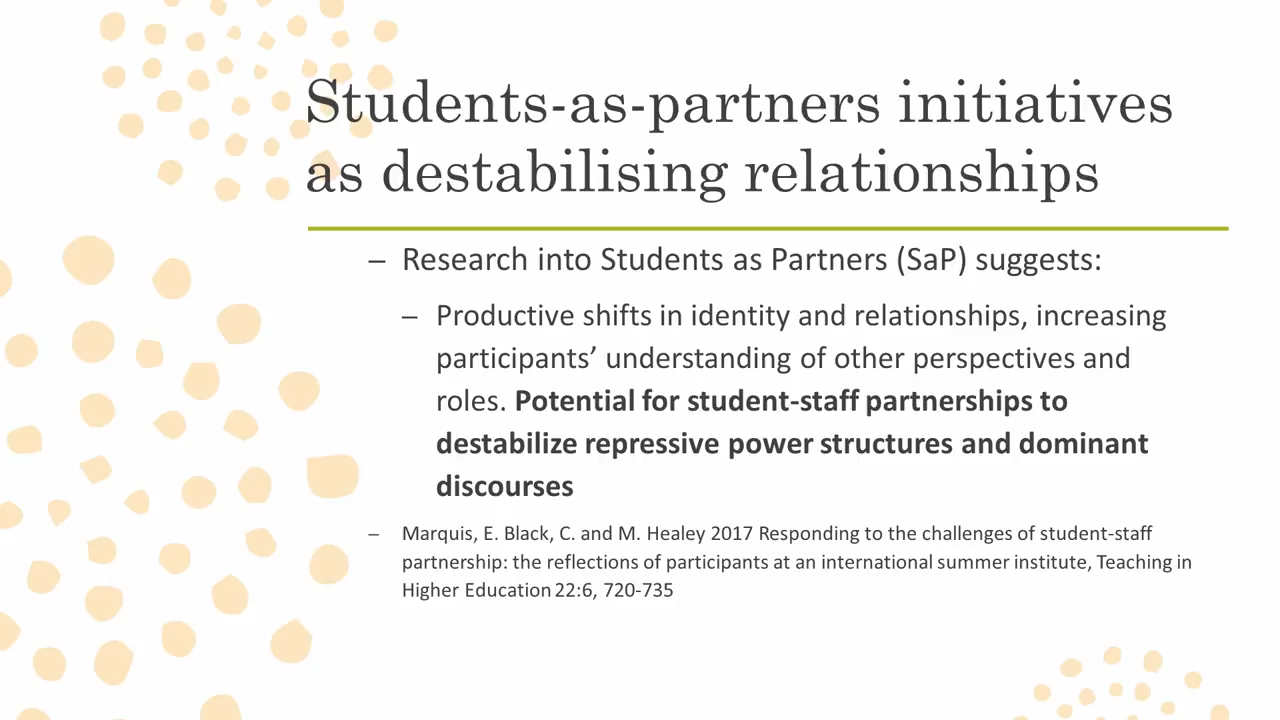 Students-as-partners initiatives
as destabilising relationships
– Research into Students as Partners (SaP) suggests:
– Productive shifts in identity and relationships, increasing
participants’ understanding of other perspectives and
roles. Potential for student-staff partnerships to
destabilize repressive power structures and dominant
discourses
– Marquis, E. Black, C. and M. Healey 2017 Responding to the challenges of student-staff
partnership: the reflections of participants at an international summer institute, Teaching in
Higher Education 22:6, 720-735